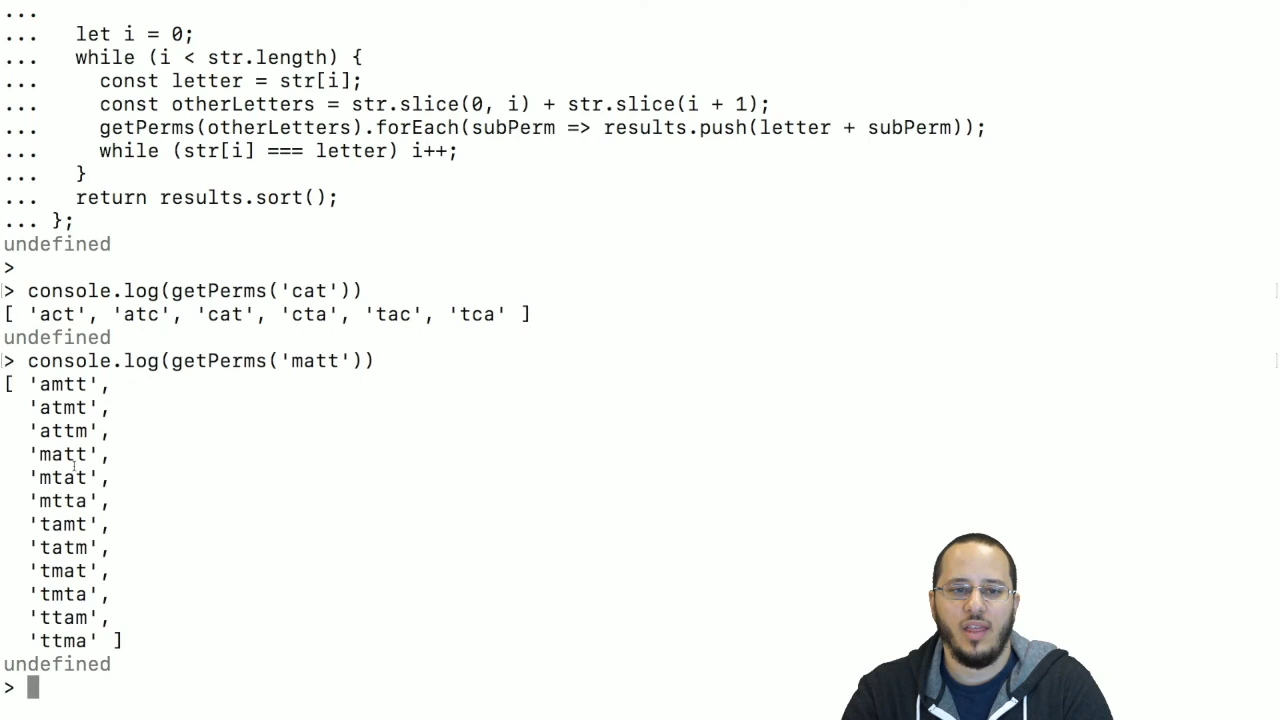 ...
...   let i = 0;
...   while (i < str.length) {
...     const letter = str[i];
...     const otherLetters = str.slice(0, i) + str.slice(i + 1);
...     getPerms(otherLetters).forEach(subPerm => results.push(letter + subPerm));
...     while (str[i] === letter) i++;
...   }
...   return results.sort();
... };
undefined
>
> console.log(getPerms('cat'))
[ 'act', 'atc', 'cat', 'cta', 'tac', 'tca' ]
undefined
> console.log(getPerms('matt'))
[ 'amtt',
  'atmt',
  'attm',
  'matt',
  'mtat',
  'mtta',
  'tamt',
  'tatm',
  'tmat',
  'tmta',
  'ttam',
  'ttma' ]
undefined
>